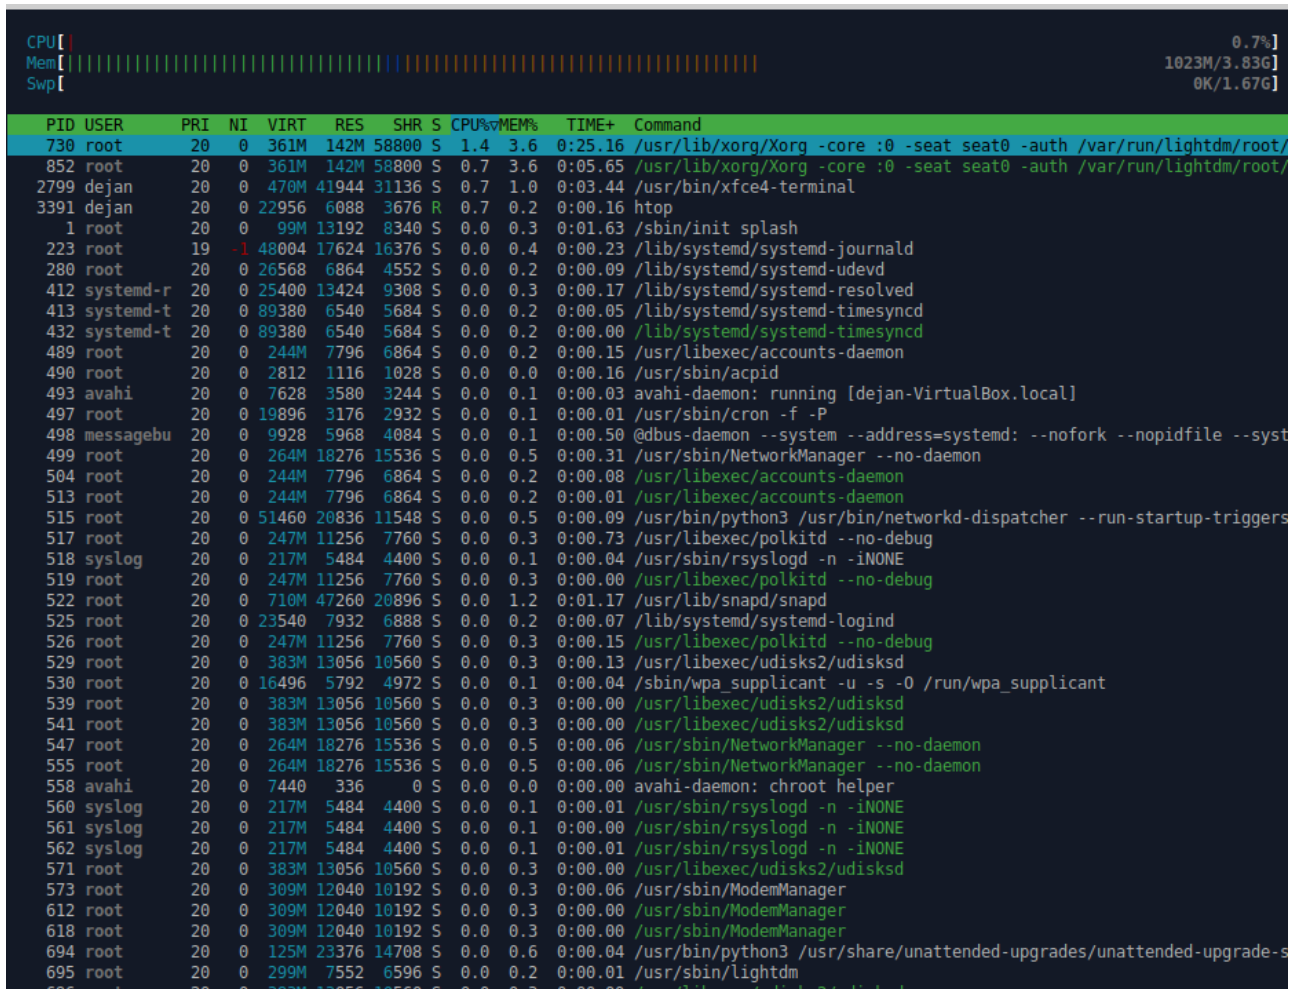 CPU[| 0.7%]
Mem[||||||||||||||||||||||||||||||||||||||||||||||||||||||||||||||||||||||||| 1023M/3.83G]
Swp[ 0K/1.67G]
PID USER PRI NI VIRT RES SHR S CPU%▽MEM% TIME+ Command
730 root 20 0 361M 142M 58800 S 1.4 3.6 0:25.16 /usr/lib/xorg/Xorg -core :0 -seat seat0 -auth /var/run/lightdm/root/
852 root 20 0 361M 142M 58800 S 0.7 3.6 0:05.65 /usr/lib/xorg/Xorg -core :0 -seat seat0 -auth /var/run/lightdm/root/
2799 dejan 20 0 470M 41944 31136 S 0.7 1.0 0:03.44 /usr/bin/xfce4-terminal
3391 dejan 20 0 22956 6088 3676 R 0.7 0.2 0:00.16 htop
1 root 20 0 99M 13192 8340 S 0.0 0.3 0:01.63 /sbin/init splash
223 root 19 -1 48004 17624 16376 S 0.0 0.4 0:00.23 /lib/systemd/systemd-journald
280 root 20 0 26568 6864 4552 S 0.0 0.2 0:00.09 /lib/systemd/systemd-udevd
412 systemd-r 20 0 25400 13424 9308 S 0.0 0.3 0:00.17 /lib/systemd/systemd-resolved
413 systemd-t 20 0 89380 6540 5684 S 0.0 0.2 0:00.05 /lib/systemd/systemd-timesyncd
432 systemd-t 20 0 89380 6540 5684 S 0.0 0.2 0:00.00 /lib/systemd/systemd-timesyncd
489 root 20 0 244M 7796 6864 S 0.0 0.2 0:00.15 /usr/libexec/accounts-daemon
490 root 20 0 2812 1116 1028 S 0.0 0.0 0:00.16 /usr/sbin/acpid
493 avahi 20 0 7628 3580 3244 S 0.0 0.1 0:00.03 avahi-daemon: running [dejan-VirtualBox.local]
497 root 20 0 19896 3176 2932 S 0.0 0.1 0:00.01 /usr/sbin/cron -f -P
498 messagebu 20 0 9928 5968 4084 S 0.0 0.1 0:00.50 @dbus-daemon --system --address=systemd: --nofork --nopidfile --syst
499 root 20 0 264M 18276 15536 S 0.0 0.5 0:00.31 /usr/sbin/NetworkManager --no-daemon
504 root 20 0 244M 7796 6864 S 0.0 0.2 0:00.08 /usr/libexec/accounts-daemon
513 root 20 0 244M 7796 6864 S 0.0 0.2 0:00.01 /usr/libexec/accounts-daemon
515 root 20 0 51460 20836 11548 S 0.0 0.5 0:00.09 /usr/bin/python3 /usr/bin/networkd-dispatcher --run-startup-triggers
517 root 20 0 247M 11256 7760 S 0.0 0.3 0:00.73 /usr/libexec/polkitd --no-debug
518 syslog 20 0 217M 5484 4400 S 0.0 0.1 0:00.04 /usr/sbin/rsyslogd -n -iNONE
519 root 20 0 247M 11256 7760 S 0.0 0.3 0:00.00 /usr/libexec/polkitd --no-debug
522 root 20 0 710M 47260 20896 S 0.0 1.2 0:01.17 /usr/lib/snapd/snapd
525 root 20 0 23540 7932 6888 S 0.0 0.2 0:00.07 /lib/systemd/systemd-logind
526 root 20 0 247M 11256 7760 S 0.0 0.3 0:00.15 /usr/libexec/polkitd --no-debug
529 root 20 0 383M 13056 10560 S 0.0 0.3 0:00.13 /usr/libexec/udisks2/udisksd
530 root 20 0 16496 5792 4972 S 0.0 0.1 0:00.04 /sbin/wpa_supplicant -u -s -O /run/wpa_supplicant
539 root 20 0 383M 13056 10560 S 0.0 0.3 0:00.00 /usr/libexec/udisks2/udisksd
541 root 20 0 383M 13056 10560 S 0.0 0.3 0:00.00 /usr/libexec/udisks2/udisksd
547 root 20 0 264M 18276 15536 S 0.0 0.5 0:00.06 /usr/sbin/NetworkManager --no-daemon
555 root 20 0 264M 18276 15536 S 0.0 0.5 0:00.06 /usr/sbin/NetworkManager --no-daemon
558 avahi 20 0 7440 336 0 S 0.0 0.0 0:00.00 avahi-daemon: chroot helper
560 syslog 20 0 217M 5484 4400 S 0.0 0.1 0:00.01 /usr/sbin/rsyslogd -n -iNONE
561 syslog 20 0 217M 5484 4400 S 0.0 0.1 0:00.00 /usr/sbin/rsyslogd -n -iNONE
562 syslog 20 0 217M 5484 4400 S 0.0 0.1 0:00.01 /usr/sbin/rsyslogd -n -iNONE
571 root 20 0 383M 13056 10560 S 0.0 0.3 0:00.00 /usr/libexec/udisks2/udisksd
573 root 20 0 309M 12040 10192 S 0.0 0.3 0:00.06 /usr/sbin/ModemManager
612 root 20 0 309M 12040 10192 S 0.0 0.3 0:00.00 /usr/sbin/ModemManager
618 root 20 0 309M 12040 10192 S 0.0 0.3 0:00.00 /usr/sbin/ModemManager
694 root 20 0 125M 23376 14708 S 0.0 0.6 0:00.04 /usr/bin/python3 /usr/share/unattended-upgrades/unattended-upgrade-s
695 root 20 0 299M 7552 6596 S 0.0 0.2 0:00.01 /usr/sbin/lightdm